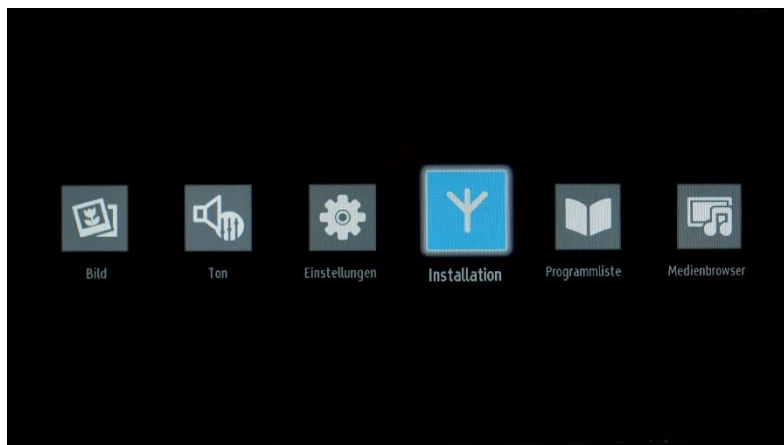 Bild
Ton
Einstellungen
Installation
Programmliste
Medienbrowser